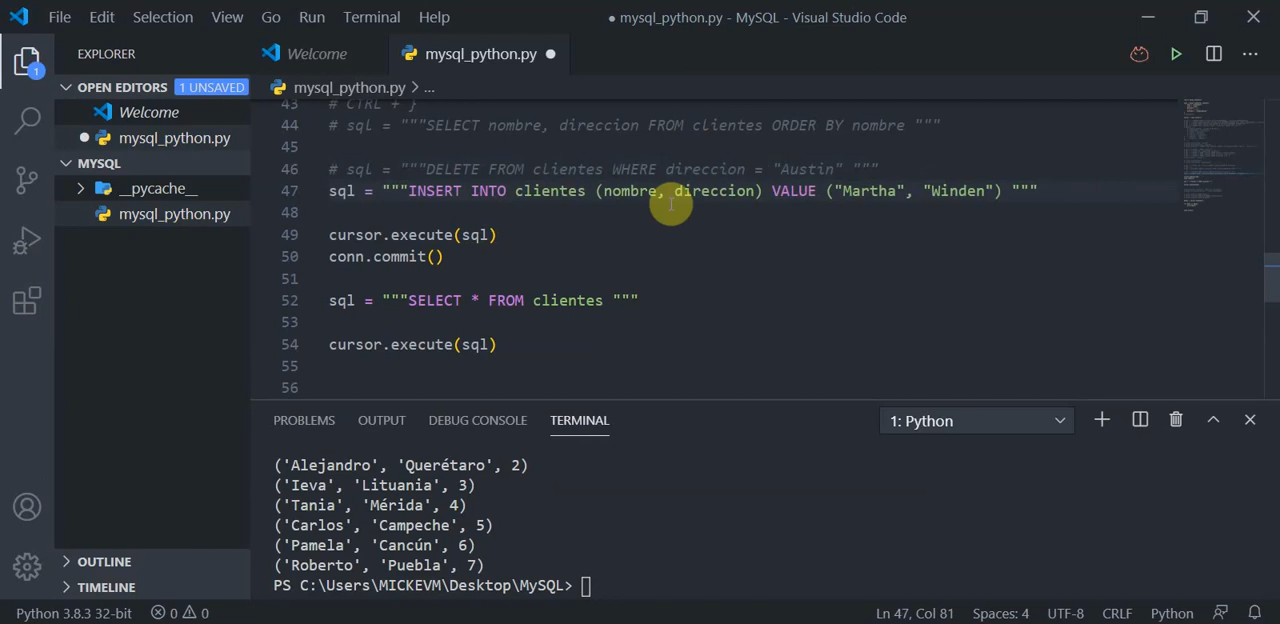 File Edit Selection View Go Run Terminal Help ● mysql_python.py - MySQL - Visual Studio Code
EXPLORER
Welcome mysql_python.py
OPEN EDITORS 1 UNSAVED
mysql_python.py > ...
Welcome
mysql_python.py
MYSQL
__pycache__
mysql_python.py
OUTLINE
TIMELINE
1
43 # CTRL + }
44 # sql = """SELECT nombre, direccion FROM clientes ORDER BY nombre """
45
46 # sql = """DELETE FROM clientes WHERE direccion = "Austin" """
47 sql = """INSERT INTO clientes (nombre, direccion) VALUE ("Martha", "Winden") """
48
49 cursor.execute(sql)
50 conn.commit()
51
52 sql = """SELECT * FROM clientes """
53
54 cursor.execute(sql)
55
56
PROBLEMS OUTPUT DEBUG CONSOLE TERMINAL 1: Python
('Alejandro', 'Querétaro', 2)
('Ieva', 'Lituania', 3)
('Tania', 'Mérida', 4)
('Carlos', 'Campeche', 5)
('Pamela', 'Cancún', 6)
('Roberto', 'Puebla', 7)
PS C:\Users\MICKEVM\Desktop\MySQL>
Python 3.8.3 32-bit 0 0 Ln 47, Col 81 Spaces: 4 UTF-8 CRLF Python